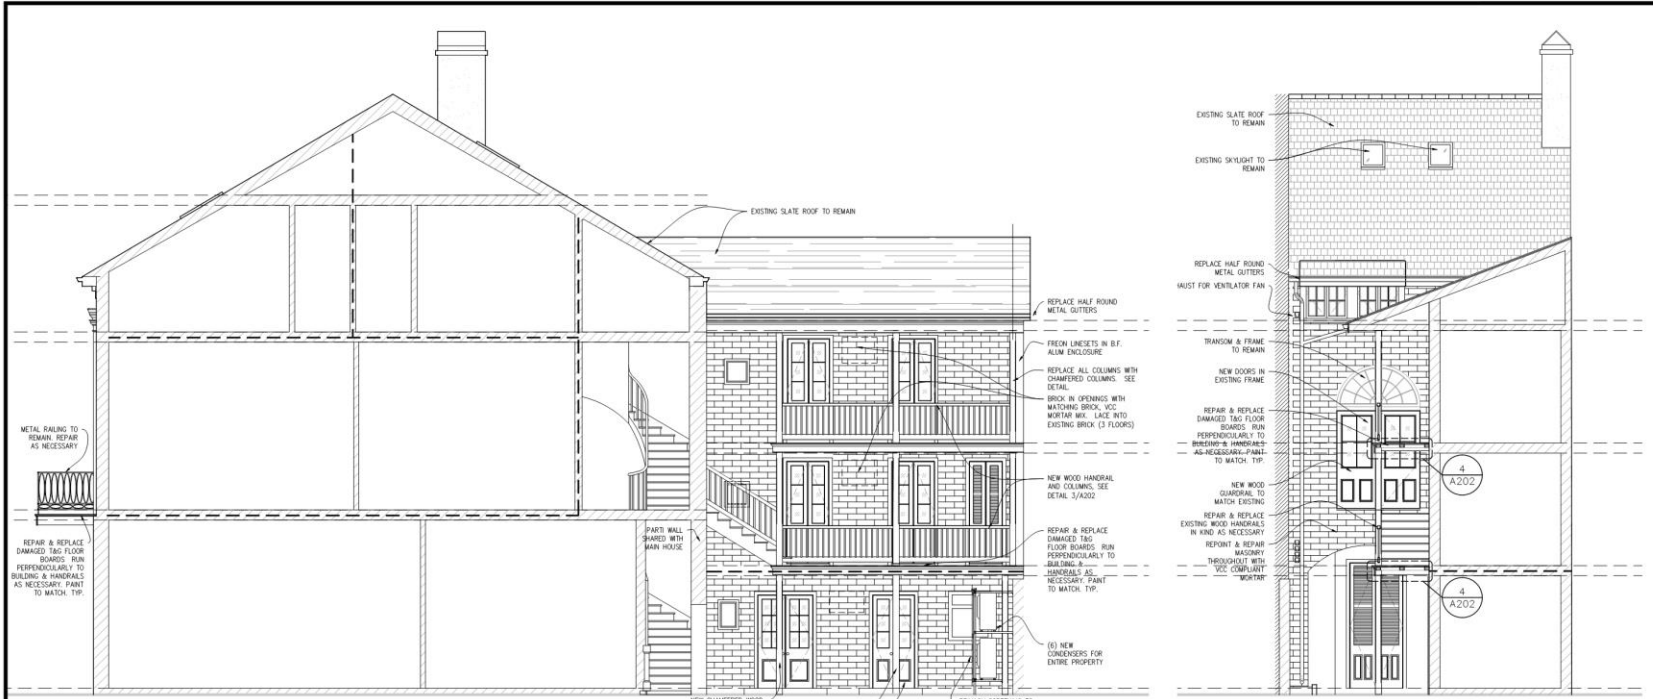 EXISTING SLATE ROOF TO REMAIN
REPLACE HALF ROUND
METAL GUTTERS
FREON LINESETS IN B.F.
ALUM ENCLOSURE
REPLACE ALL COLUMNS WITH
CHAMFERED COLUMNS. SEE
DETAIL
BRICK IN OPENINGS WITH
MATCHING BRICK, VCC
MORTAR MIX. LACE INTO
EXISTING BRICK (3 FLOORS)
METAL RAILING TO
REMAIN. REPAIR
AS NECESSARY
NEW WOOD HANDRAIL
AND COLUMNS, SEE
DETAIL 3/A202
PARTI WALL
SHARED WITH
MAIN HOUSE
REPAIR & REPLACE
DAMAGED T&G
FLOOR BOARDS RUN
PERPENDICULARLY TO
BUILDING &
HANDRAILS AS
NECESSARY. PAINT
TO MATCH. TYP.
REPAIR & REPLACE
DAMAGED T&G FLOOR
BOARDS RUN
PERPENDICULARLY TO
BUILDING & HANDRAILS
AS NECESSARY. PAINT
TO MATCH. TYP.
(6) NEW
CONDENSERS FOR
ENTIRE PROPERTY
EXISTING SLATE ROOF
TO REMAIN
EXISTING SKYLIGHT TO
REMAIN
REPLACE HALF ROUND
METAL GUTTERS
AUST FOR VENTILATOR FAN
TRANSOM & FRAME
TO REMAIN
NEW DOORS IN
EXISTING FRAME
REPAIR & REPLACE
DAMAGED T&G FLOOR
BOARDS RUN
PERPENDICULARLY TO
BUILDING & HANDRAILS
AS NECESSARY. PAINT
TO MATCH. TYP.
4
A202
NEW WOOD
GUARDRAIL TO
MATCH EXISTING
REPAIR & REPLACE
EXISTING WOOD HANDRAILS
IN KIND AS NECESSARY
REPOINT & REPAIR
MASONRY
THROUGHOUT WITH
VCC COMPLIANT
MORTAR
4
A202